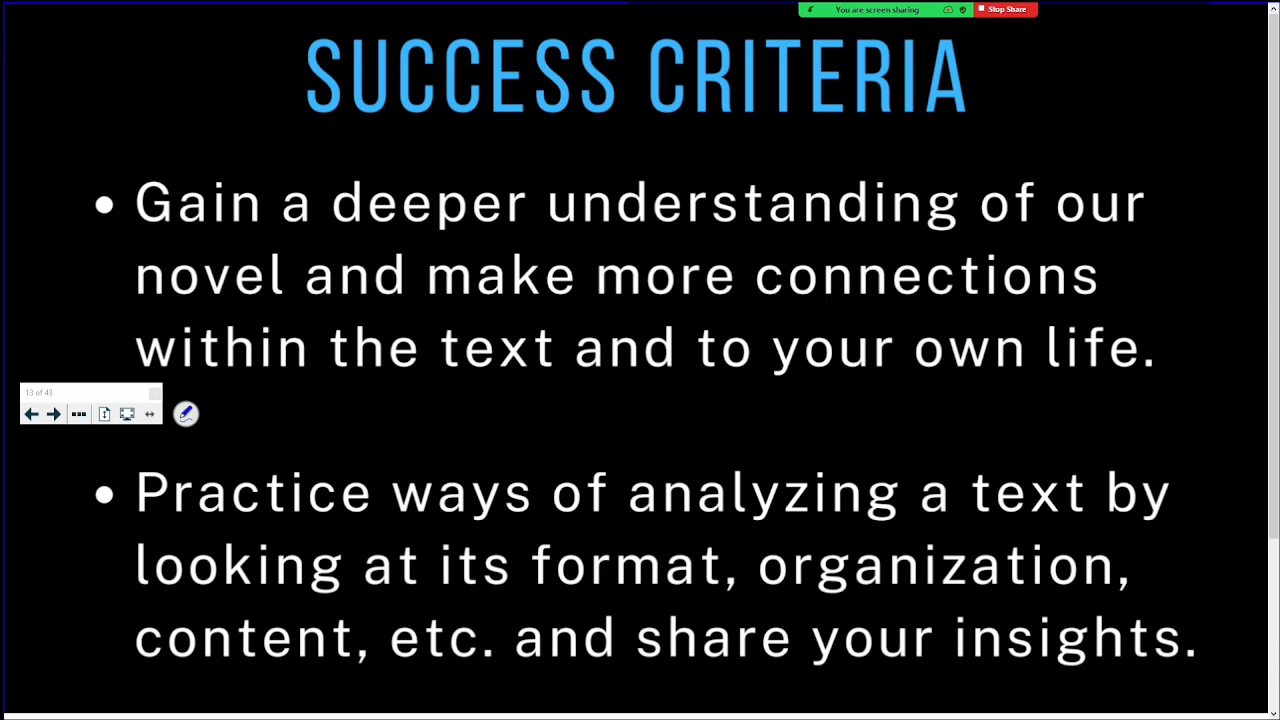 You are screen sharing
Stop Share
SUCCESS CRITERIA
• Gain a deeper understanding of our
novel and make more connections
within the text and to your own life.
13 of 43
• Practice ways of analyzing a text by
looking at its format, organization,
content, etc. and share your insights.